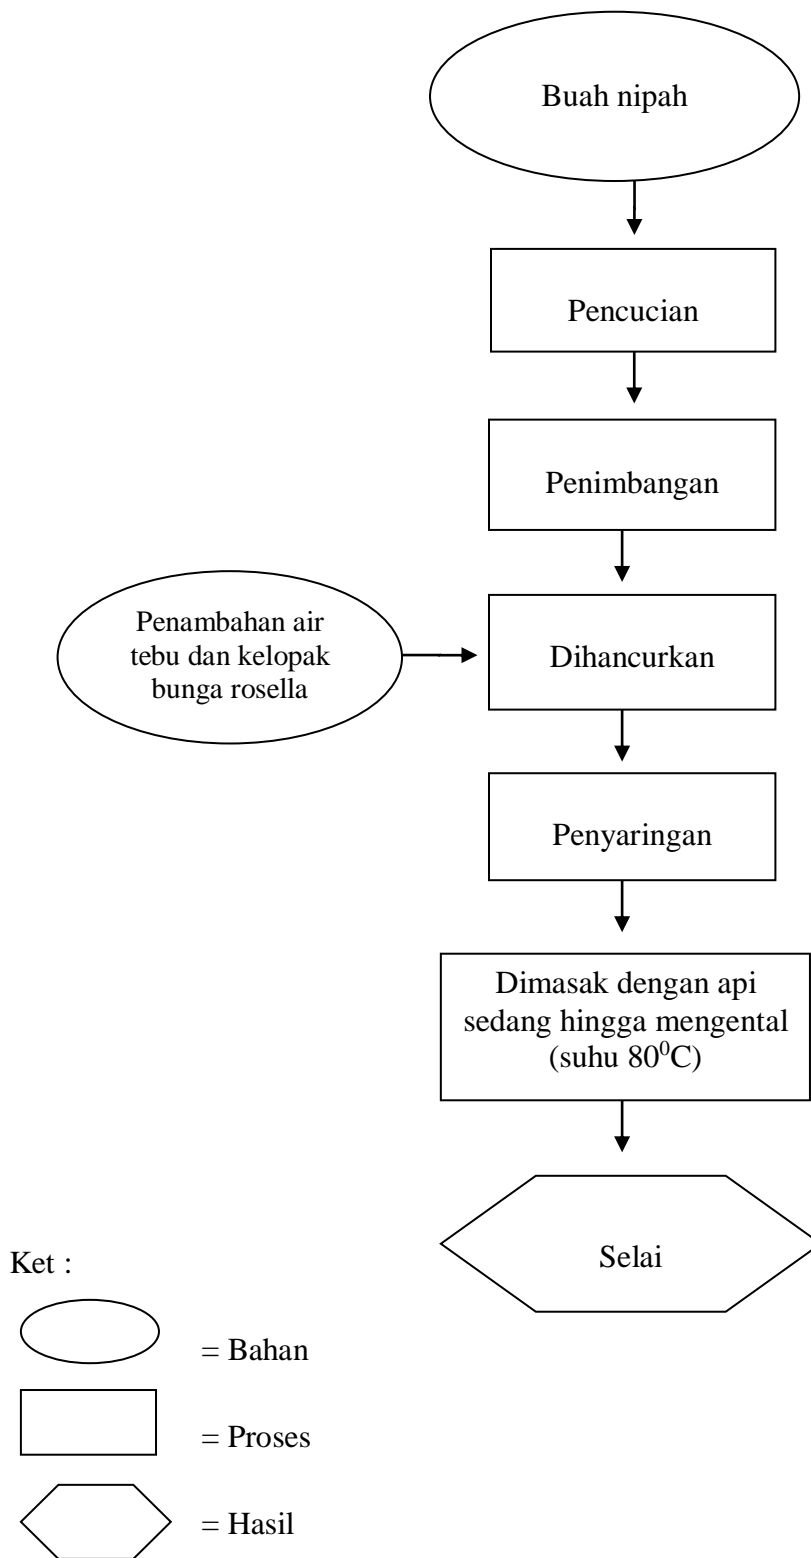 Buah nipah
Pencucian
Penimbangan
Penambahan air
tebu dan kelopak
bunga rosella
Dihancurkan
Penyaringan
Dimasak dengan api
sedang hingga mengental
(suhu 80⁰C)
Selai
Ket :
= Bahan
= Proses
= Hasil